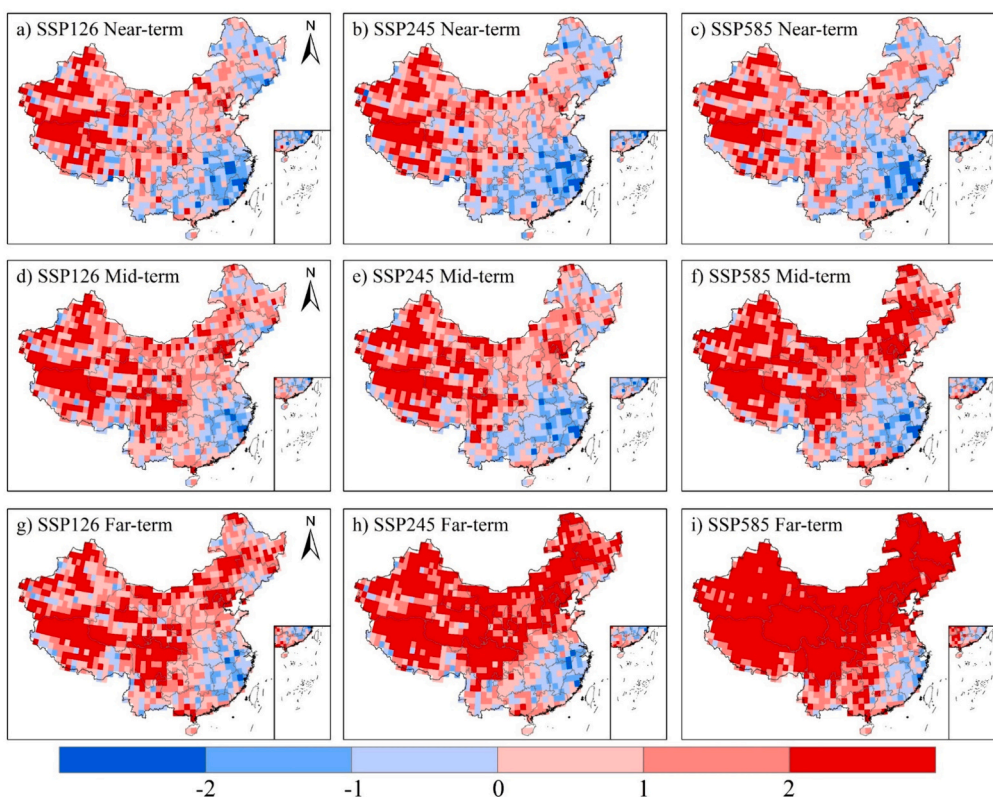 a) SSP126 Near-term
N
b) SSP245 Near-term
c) SSP585 Near-term
d) SSP126 Mid-term
N
e) SSP245 Mid-term
f) SSP585 Mid-term
g) SSP126 Far-term
N
h) SSP245 Far-term
i) SSP585 Far-term
-2 -1 0 1 2